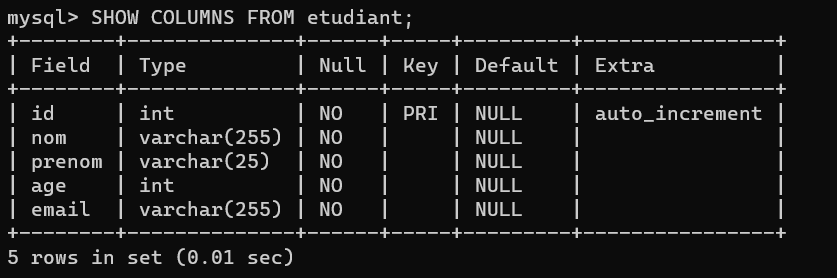 mysql> SHOW COLUMNS FROM etudiant;
+--------+--------------+------+-----+---------+----------------+
| Field  | Type         | Null | Key | Default | Extra          |
+--------+--------------+------+-----+---------+----------------+
| id     | int          | NO   | PRI | NULL    | auto_increment |
| nom    | varchar(255) | NO   |     | NULL    |                |
| prenom | varchar(25)  | NO   |     | NULL    |                |
| age    | int          | NO   |     | NULL    |                |
| email  | varchar(255) | NO   |     | NULL    |                |
+--------+--------------+------+-----+---------+----------------+
5 rows in set (0.01 sec)